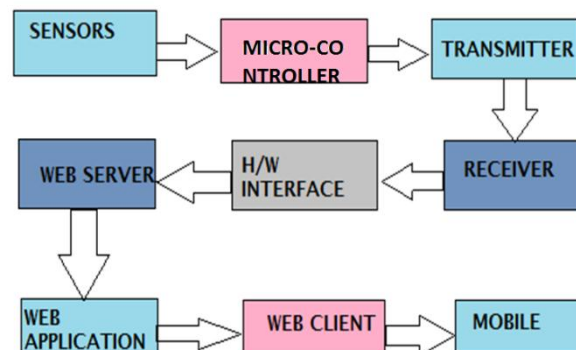 SENSORS
MICRO-CO
NTROLLER
TRANSMITTER
WEB SERVER
H/W
INTERFACE
RECEIVER
WEB
APPLICATION
WEB CLIENT
MOBILE